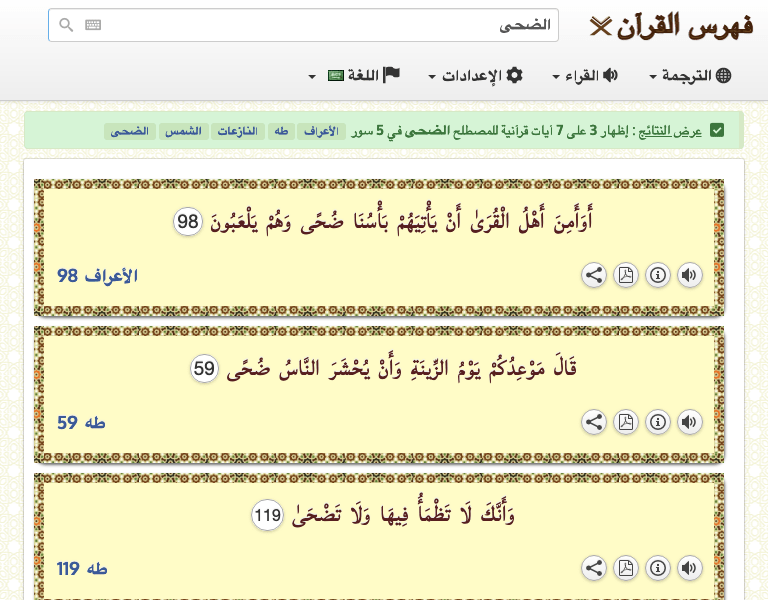 فهرس القرآن
الضحى
الترجمة القراء الإعدادات اللغة
عرض النتائج : إظهار 3 على 7 آيات قرآنية للمصطلح الضحى في 5 سور الأعراف طه النازعات الشمس الضحى
أَوَأَمِنَ أَهْلُ الْقُرَىٰ أَنْ يَأْتِيَهُمْ بَأْسُنَا ضُحًى وَهُمْ يَلْعَبُونَ 98
الأعراف 98
قَالَ مَوْعِدُكُمْ يَوْمُ الزِّينَةِ وَأَنْ يُحْشَرَ النَّاسُ ضُحًى 59
طه 59
وَأَنَّكَ لَا تَظْمَأُ فِيهَا وَلَا تَضْحَىٰ 119
طه 119